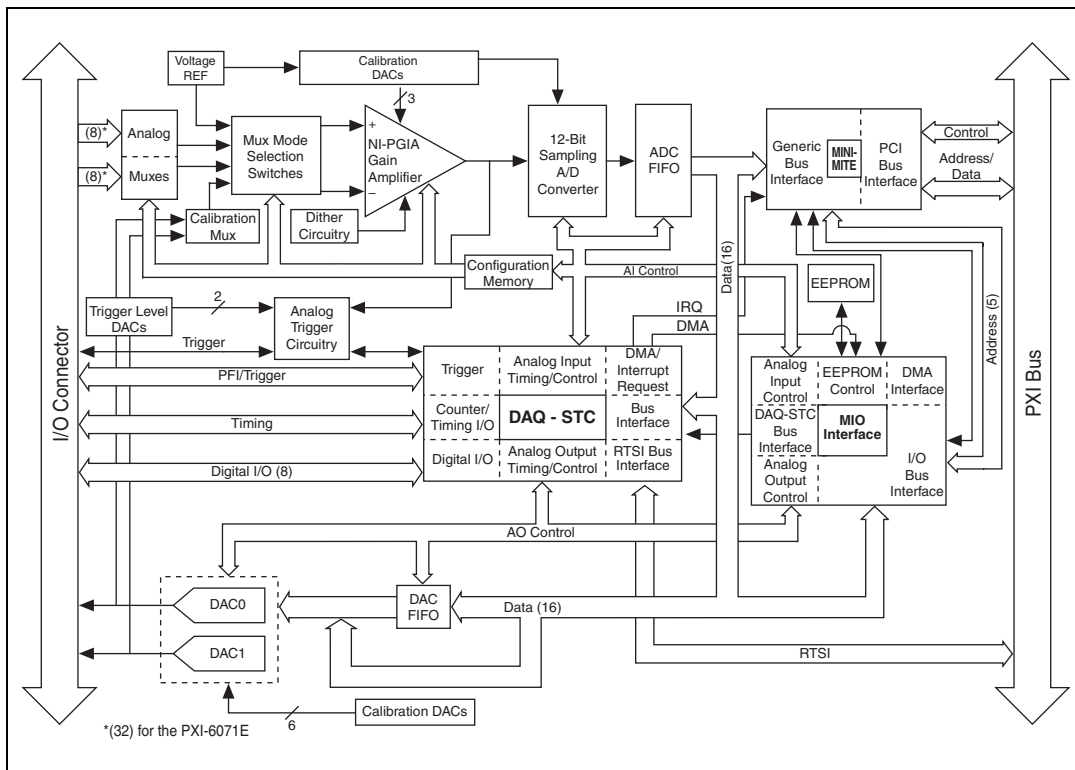 Voltage
REF
Calibration
DACs
3
(8)*
(8)*
Analog
Muxes
Mux Mode
Selection
Switches
+
NI-PGIA
Gain
Amplifier
–
12-Bit
Sampling
A/D
Converter
ADC
FIFO
Generic
Bus
Interface
MINI-
MITE
PCI
Bus
Interface
Control
Address/
Data
Calibration
Mux
Dither
Circuitry
Configuration
Memory
AI Control
Data(16)
EEPROM
Address (5)
Trigger Level
DACs
2
Analog
Trigger
Circuitry
IRQ
DMA
I/O Connector
PXI Bus
Trigger
PFI/Trigger
Timing
Digital I/O (8)
Trigger
Analog Input
Timing/Control
DMA/
Interrupt
Request
Counter/
Timing I/O
DAQ - STC
Bus
Interface
Digital I/O
Analog Output
Timing/Control
RTSI Bus
Interface
Analog
Input
Control
EEPROM
Control
DMA
Interface
DAQ-STC
Bus
Interface
MIO
Interface
Analog
Output
Control
I/O
Bus
Interface
AO Control
DAC0
DAC1
DAC
FIFO
Data (16)
RTSI
6
Calibration DACs
*(32) for the PXI-6071E